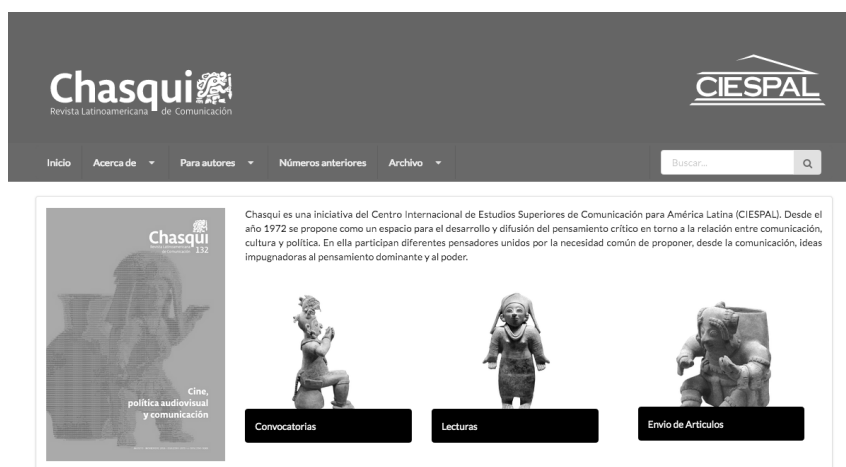 Chasqui
Revista Latinoamericana de Comunicación
CIESPAL
Inicio Acerca de Para autores Números anteriores Archivo Buscar...
Chasqui
132
Chasqui es una iniciativa del Centro Internacional de Estudios Superiores de Comunicación para América Latina (CIESPAL). Desde el
año 1972 se propone como un espacio para el desarrollo y difusión del pensamiento crítico en torno a la relación entre comunicación,
cultura y política. En ella participan diferentes pensadores unidos por la necesidad común de proponer, desde la comunicación, ideas
impugnadoras al pensamiento dominante y al poder.
Cine,
política audiovisual
y comunicación
Convocatorias
Lecturas
Envio de Articulos